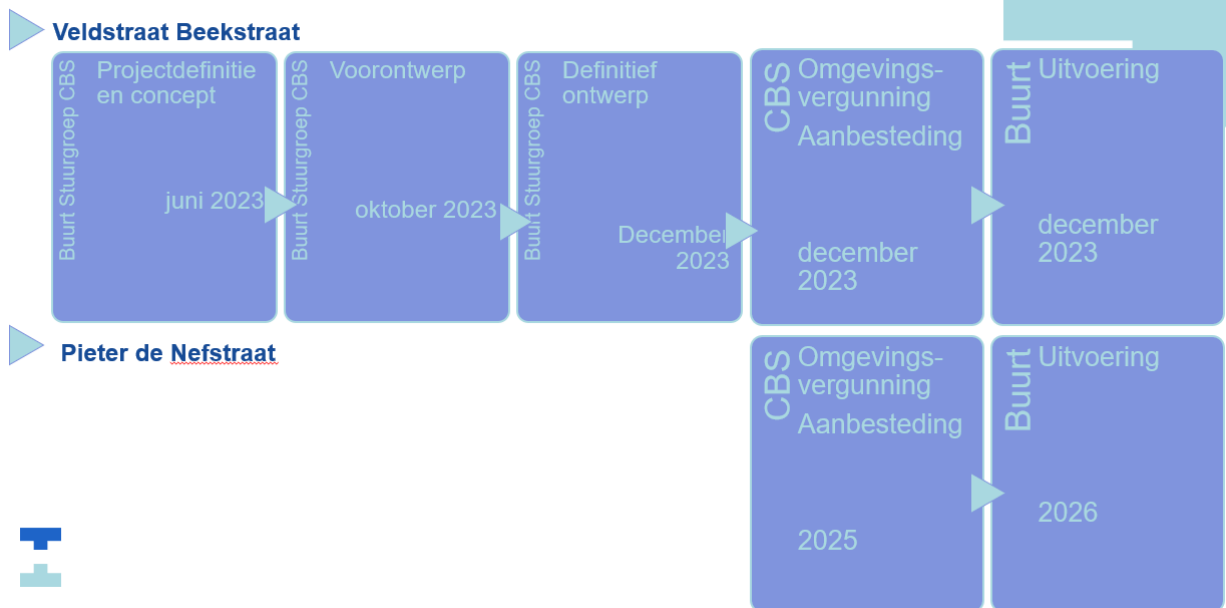 Veldstraat Beekstraat
Buurt Stuurgroep CBS
Projectdefinitie
en concept
juni 2023
Buurt Stuurgroep CBS
Voorontwerp
oktober 2023
Buurt Stuurgroep CBS
Definitief
ontwerp
December
2023
CBS
Omgevings-
vergunning
Aanbesteding
december
2023
Buurt
Uitvoering
december
2023
Pieter de Nefstraat
CBS
Omgevings-
vergunning
Aanbesteding
2025
Buurt
Uitvoering
2026